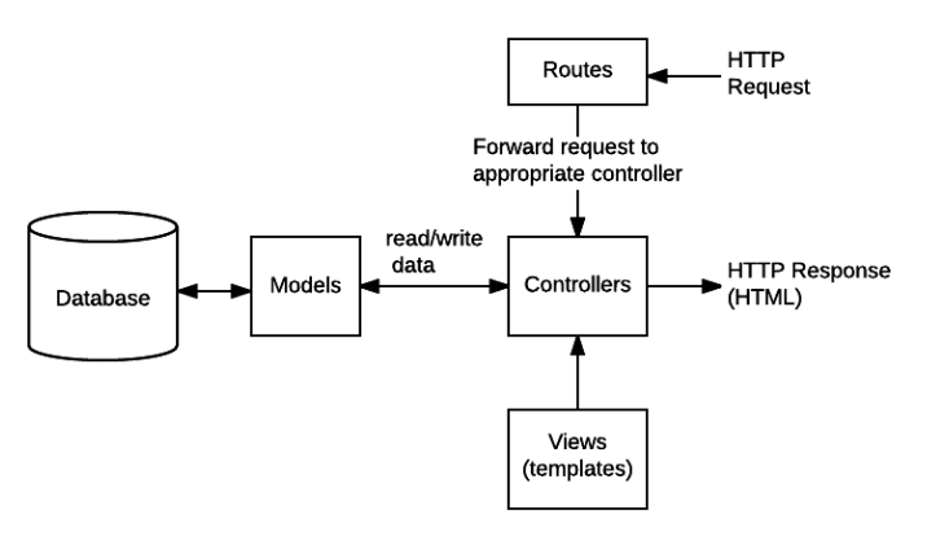 Routes
HTTP
Request
Forward request to
appropriate controller
Database
Models
read/write
data
Controllers
HTTP Response
(HTML)
Views
(templates)